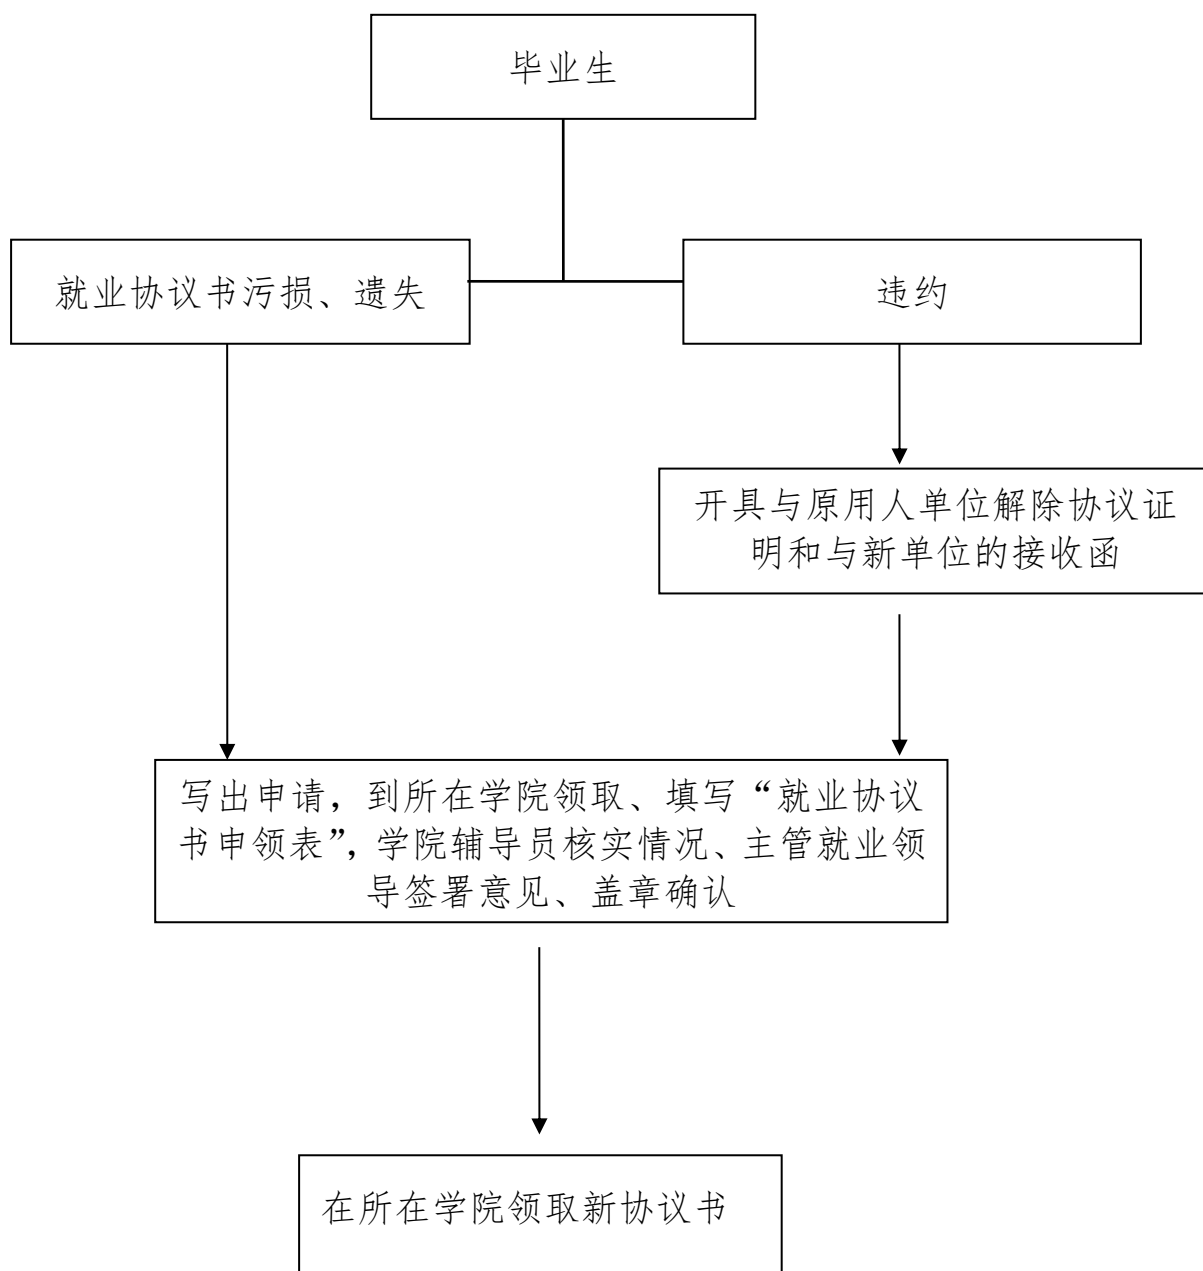 毕业生
就业协议书污损、遗失
违约
开具与原用人单位解除协议证
明和与新单位的接收函
写出申请，到所在学院领取、填写“就业协议
书申领表”，学院辅导员核实情况、主管就业领
导签署意见、盖章确认
在所在学院领取新协议书